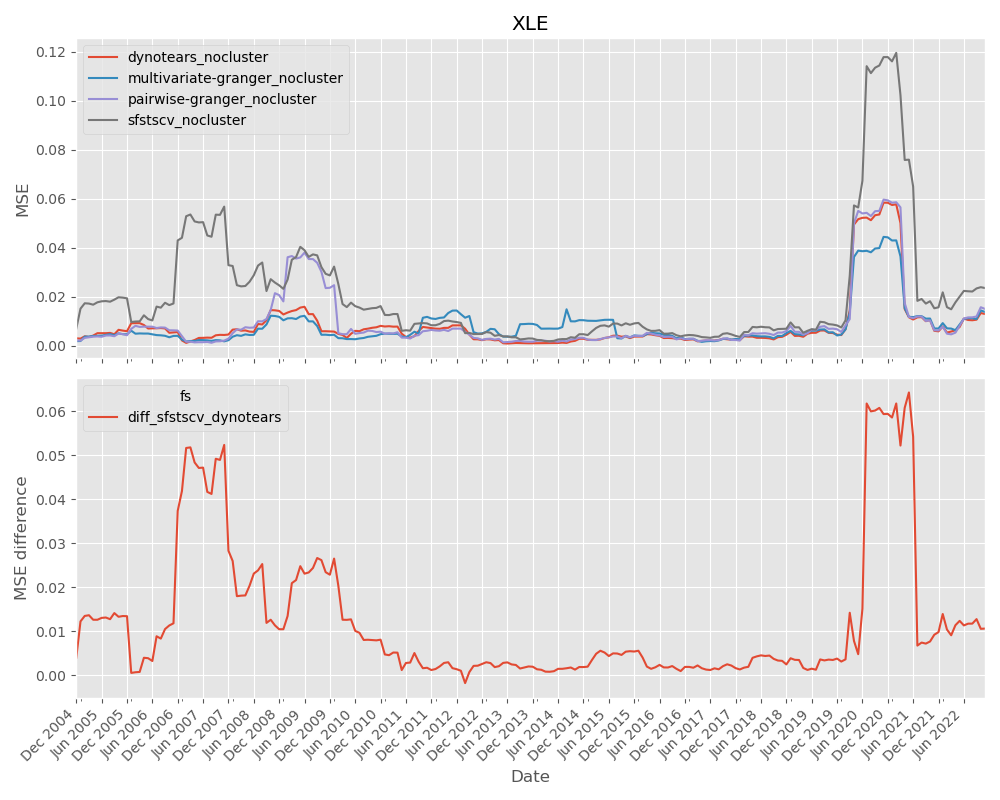 XLE
0.12
0.10
0.08
0.06
0.04
0.02
0.00
MSE
dynotears_nocluster
multivariate-granger_nocluster
pairwise-granger_nocluster
sfstscv_nocluster
0.06
0.05
0.04
0.03
0.02
0.01
0.00
MSE difference
fs
diff_sfstscv_dynotears
Dec 2004
Jun 2005
Dec 2005
Jun 2006
Dec 2006
Jun 2007
Dec 2007
Jun 2008
Dec 2008
Jun 2009
Dec 2009
Jun 2010
Dec 2010
Jun 2011
Dec 2011
Jun 2012
Dec 2012
Jun 2013
Dec 2013
Jun 2014
Dec 2014
Jun 2015
Dec 2015
Jun 2016
Dec 2016
Jun 2017
Dec 2017
Jun 2018
Dec 2018
Jun 2019
Dec 2019
Jun 2020
Dec 2020
Jun 2021
Dec 2021
Jun 2022
Date